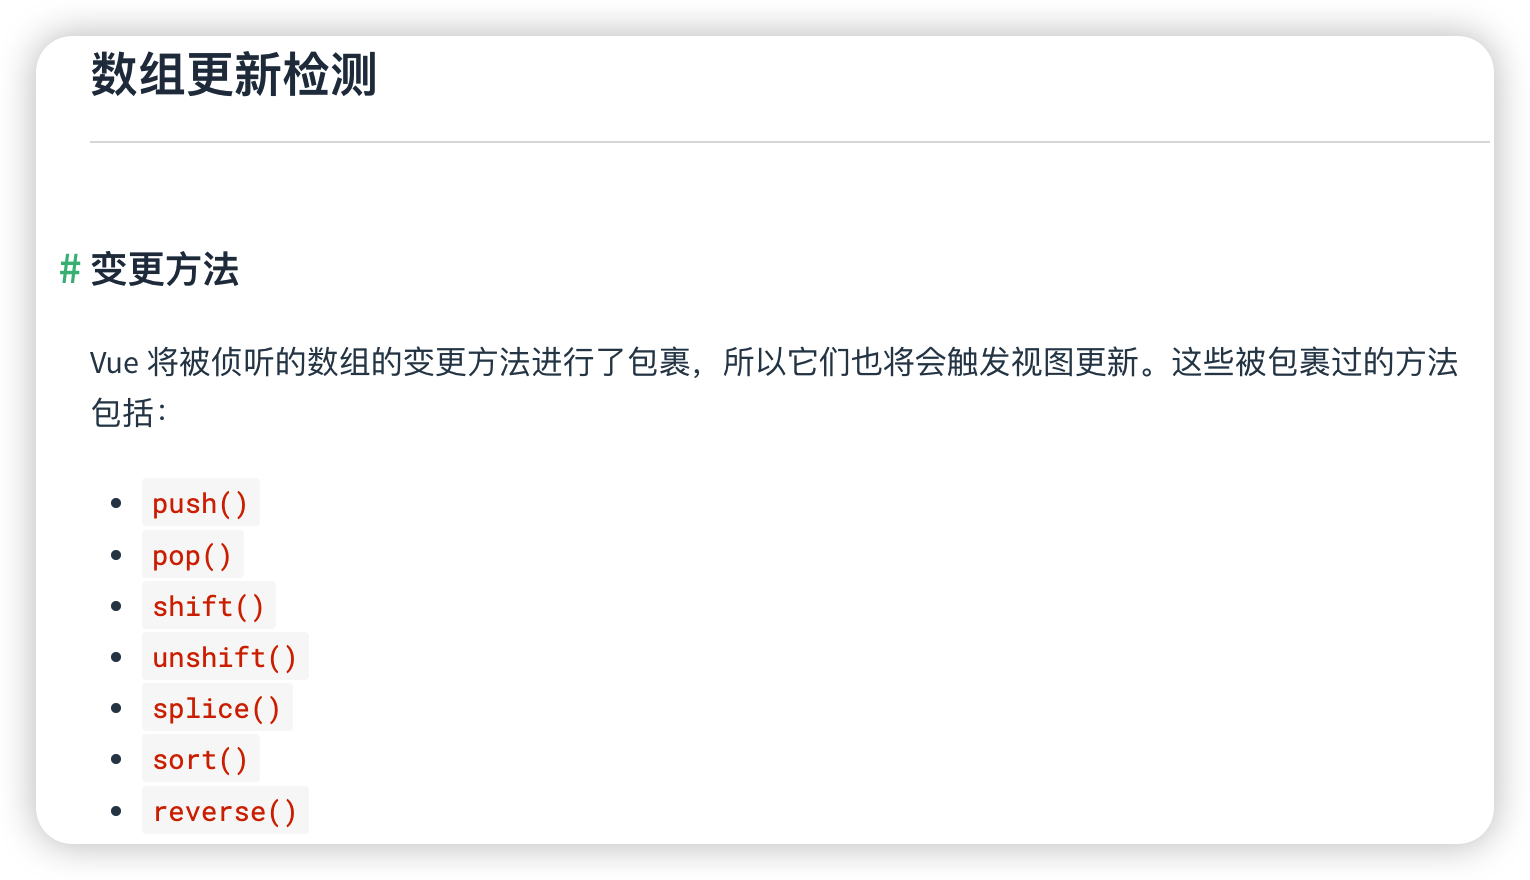 数组更新检测
# 变更方法
Vue 将被侦听的数组的变更方法进行了包裹，所以它们也将会触发视图更新。这些被包裹过的方法
包括：
• push()
• pop()
• shift()
• unshift()
• splice()
• sort()
• reverse()